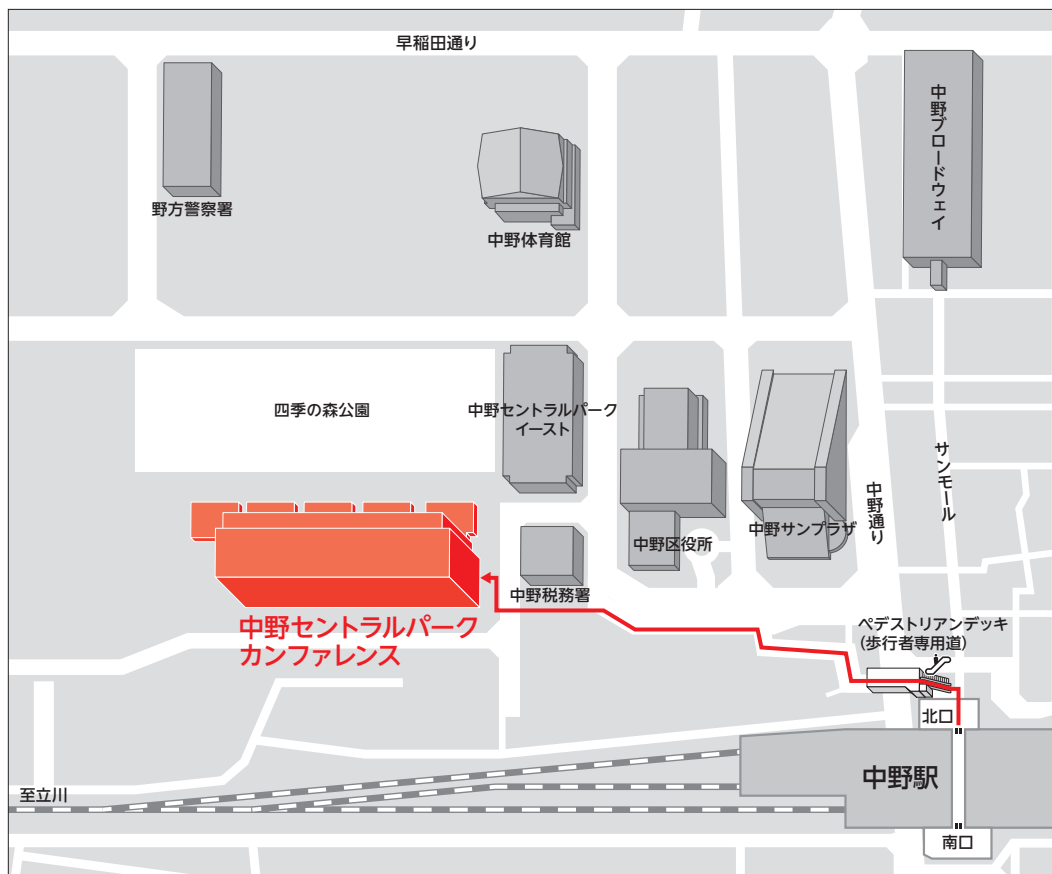 早稲田通り
中野ブロードウェイ
野方警察署
中野体育館
四季の森公園
中野セントラルパーク
イースト
サンモール
中野通り
中野サンプラザ
中野区役所
中野税務署
中野セントラルパーク
カンファレンス
ペデストリアンデッキ
（歩行者専用道）
北口
中野駅
至立川
南口